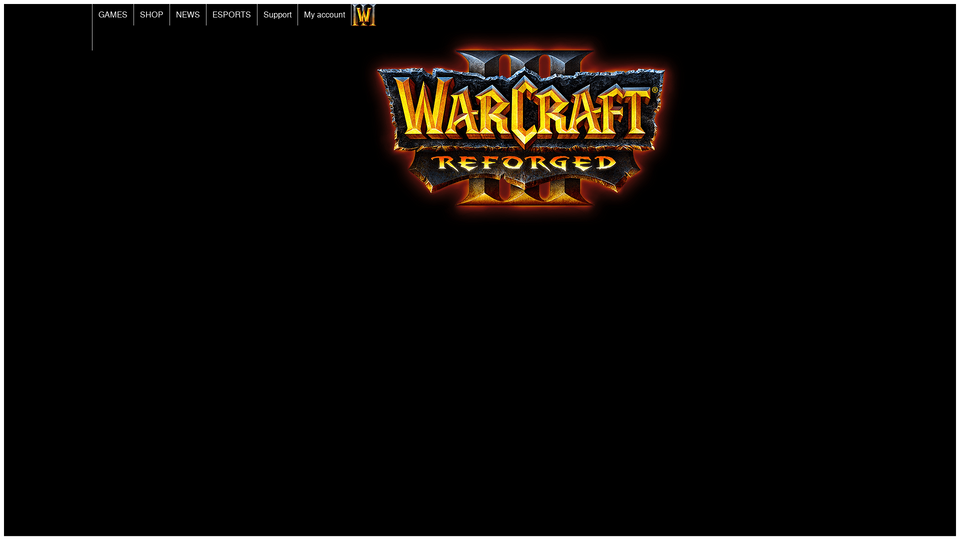 GAMES SHOP NEWS ESPORTS Support My account W
III
WARCRAFT®
REFORGED